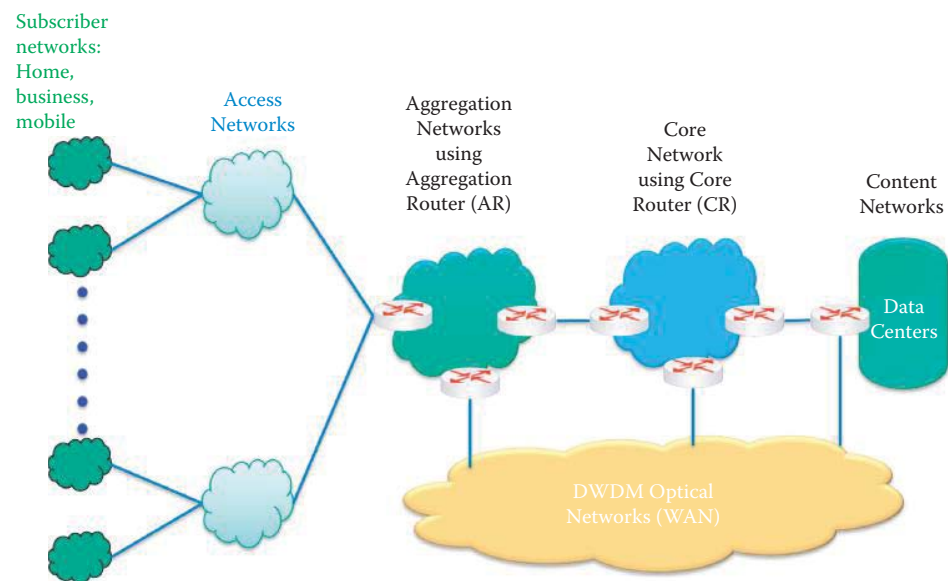 Subscriber
networks:
Home,
business,
mobile
Access
Networks
Aggregation
Networks
using
Aggregation
Router (AR)
Core
Network
using Core
Router (CR)
Content
Networks
Data
Centers
DWDM Optical
Networks (WAN)